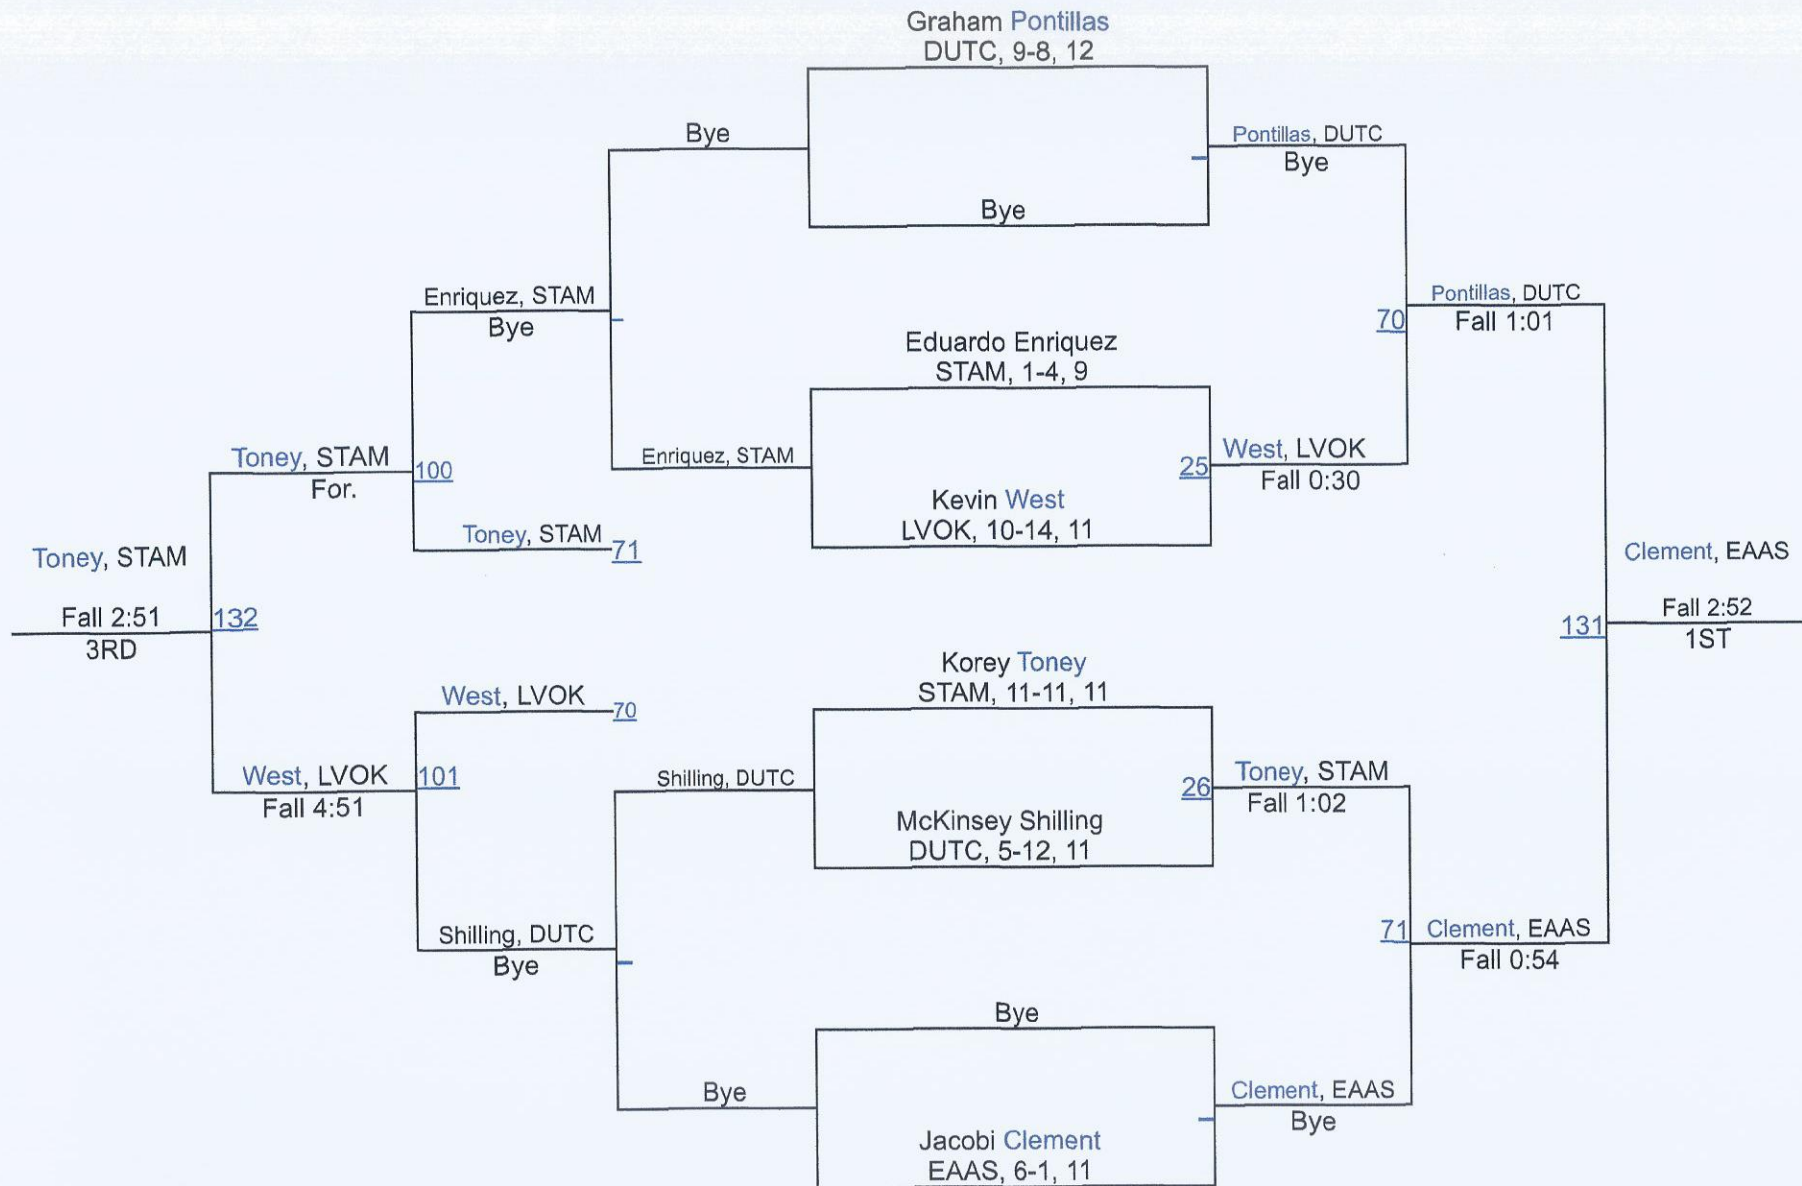 Graham Pontillas
DUTC, 9-8, 12
Bye
Pontillas, DUTC
Bye
Bye
Enriquez, STAM
Bye
Pontillas, DUTC
Fall 1:01
70
Eduardo Enriquez
STAM, 1-4, 9
Enriquez, STAM
Kevin West
LVOK, 10-14, 11
25
West, LVOK
Fall 0:30
Toney, STAM
For.
100
Toney, STAM
71
Toney, STAM
Fall 2:51
3RD
132
Clement, EAAS
Fall 2:52
1ST
131
Korey Toney
STAM, 11-11, 11
West, LVOK
70
West, LVOK
Fall 4:51
101
Shilling, DUTC
McKinsey Shilling
DUTC, 5-12, 11
26
Toney, STAM
Fall 1:02
Shilling, DUTC
Bye
71
Clement, EAAS
Fall 0:54
Bye
Bye
Clement, EAAS
Bye
Jacobi Clement
EAAS, 6-1, 11